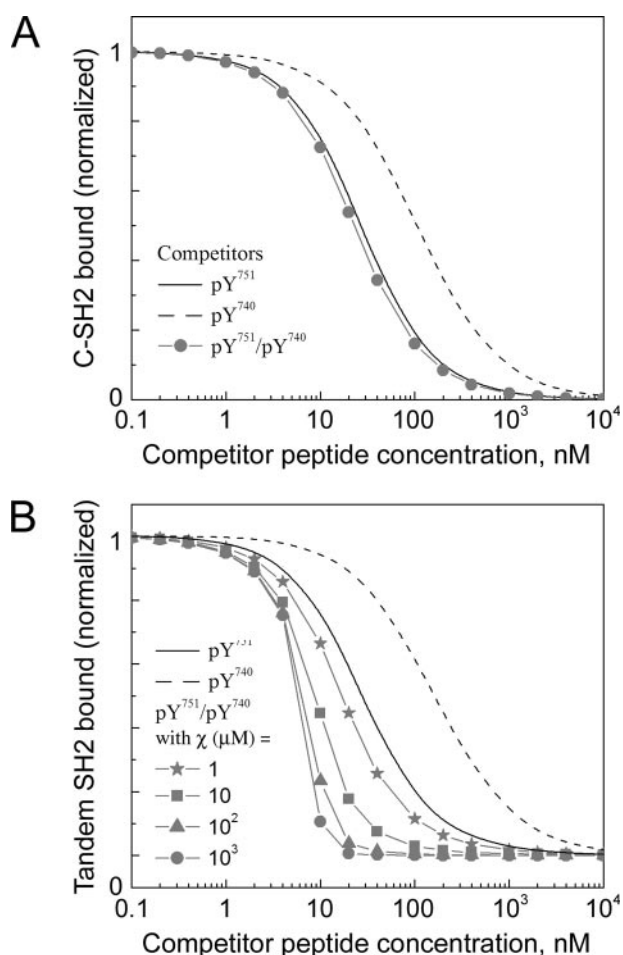 A
C-SH2 bound (normalized)
1
0
Competitors
pY⁷⁵¹
pY⁷⁴⁰
pY⁷⁵¹/pY⁷⁴⁰
0.1 1 10 100 10³ 10⁴
Competitor peptide concentration, nM
B
Tandem SH2 bound (normalized)
1
0
pY⁷⁵¹
pY⁷⁴⁰
pY⁷⁵¹/pY⁷⁴⁰
with χ (μM) =
1
10
10²
10³
0.1 1 10 100 10³ 10⁴
Competitor peptide concentration, nM